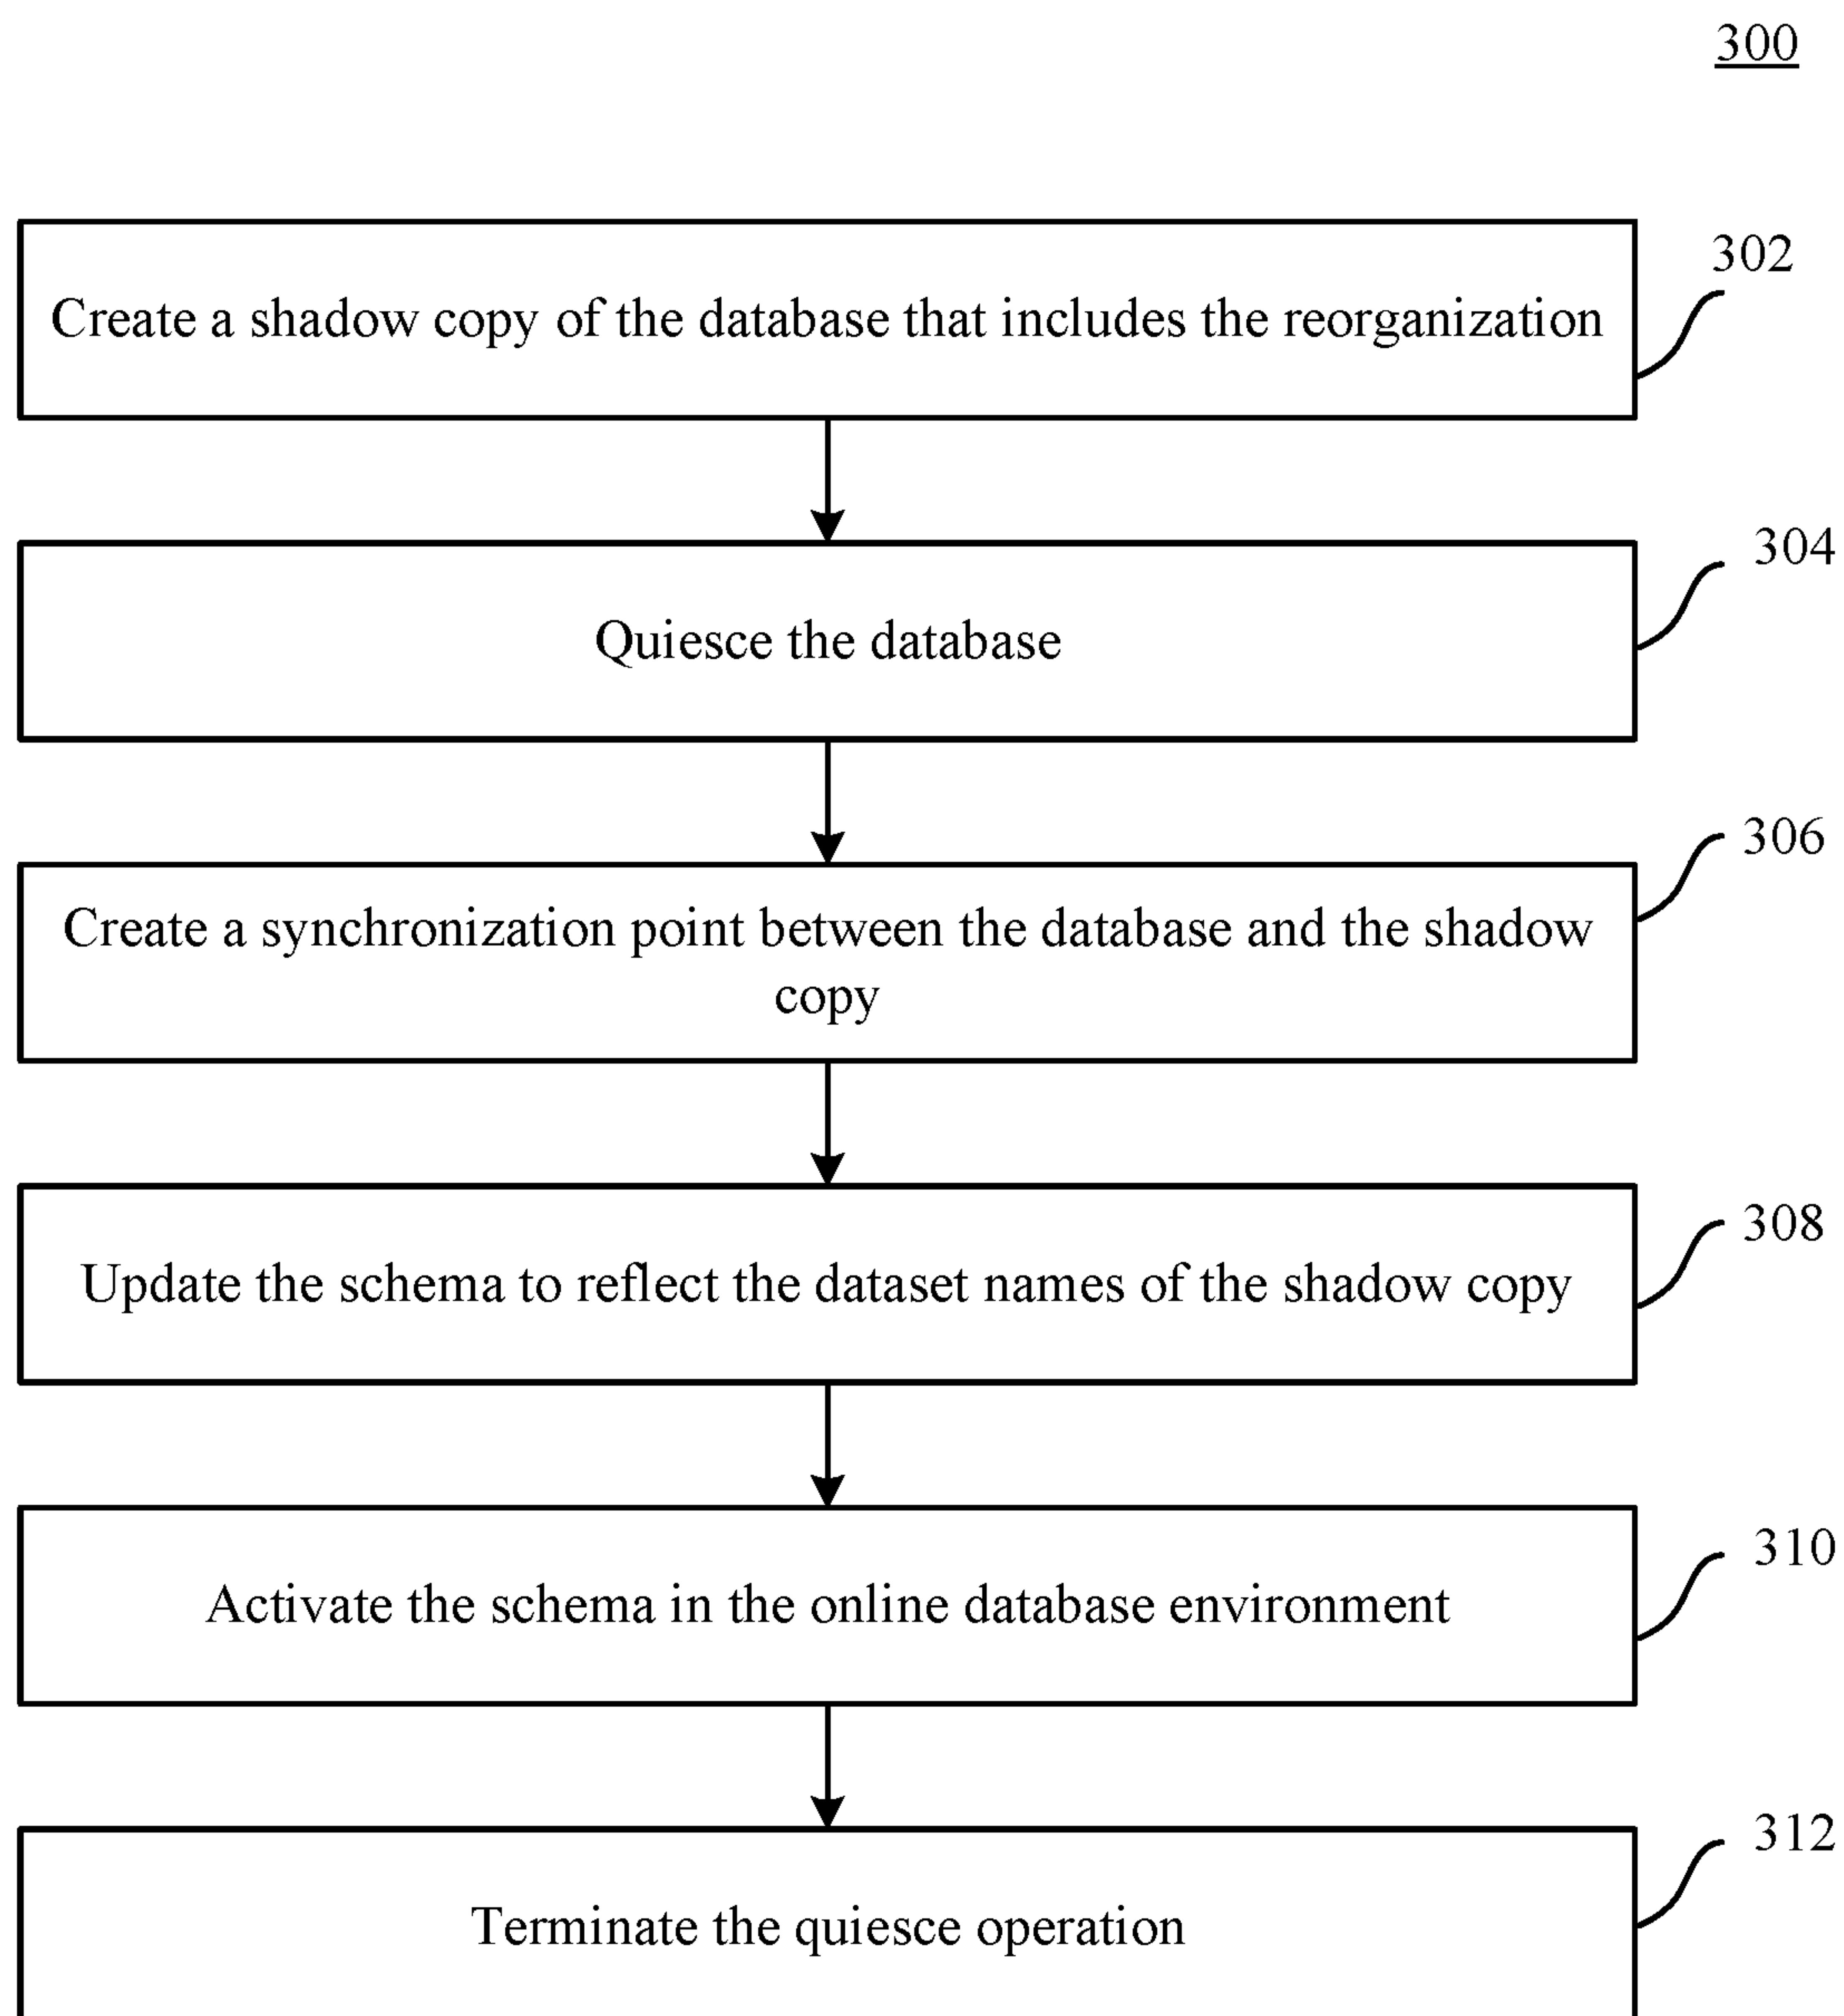 300
Create a shadow copy of the database that includes the reorganization
302
Quiesce the database
304
Create a synchronization point between the database and the shadow
copy
306
Update the schema to reflect the dataset names of the shadow copy
308
Activate the schema in the online database environment
310
Terminate the quiesce operation
312